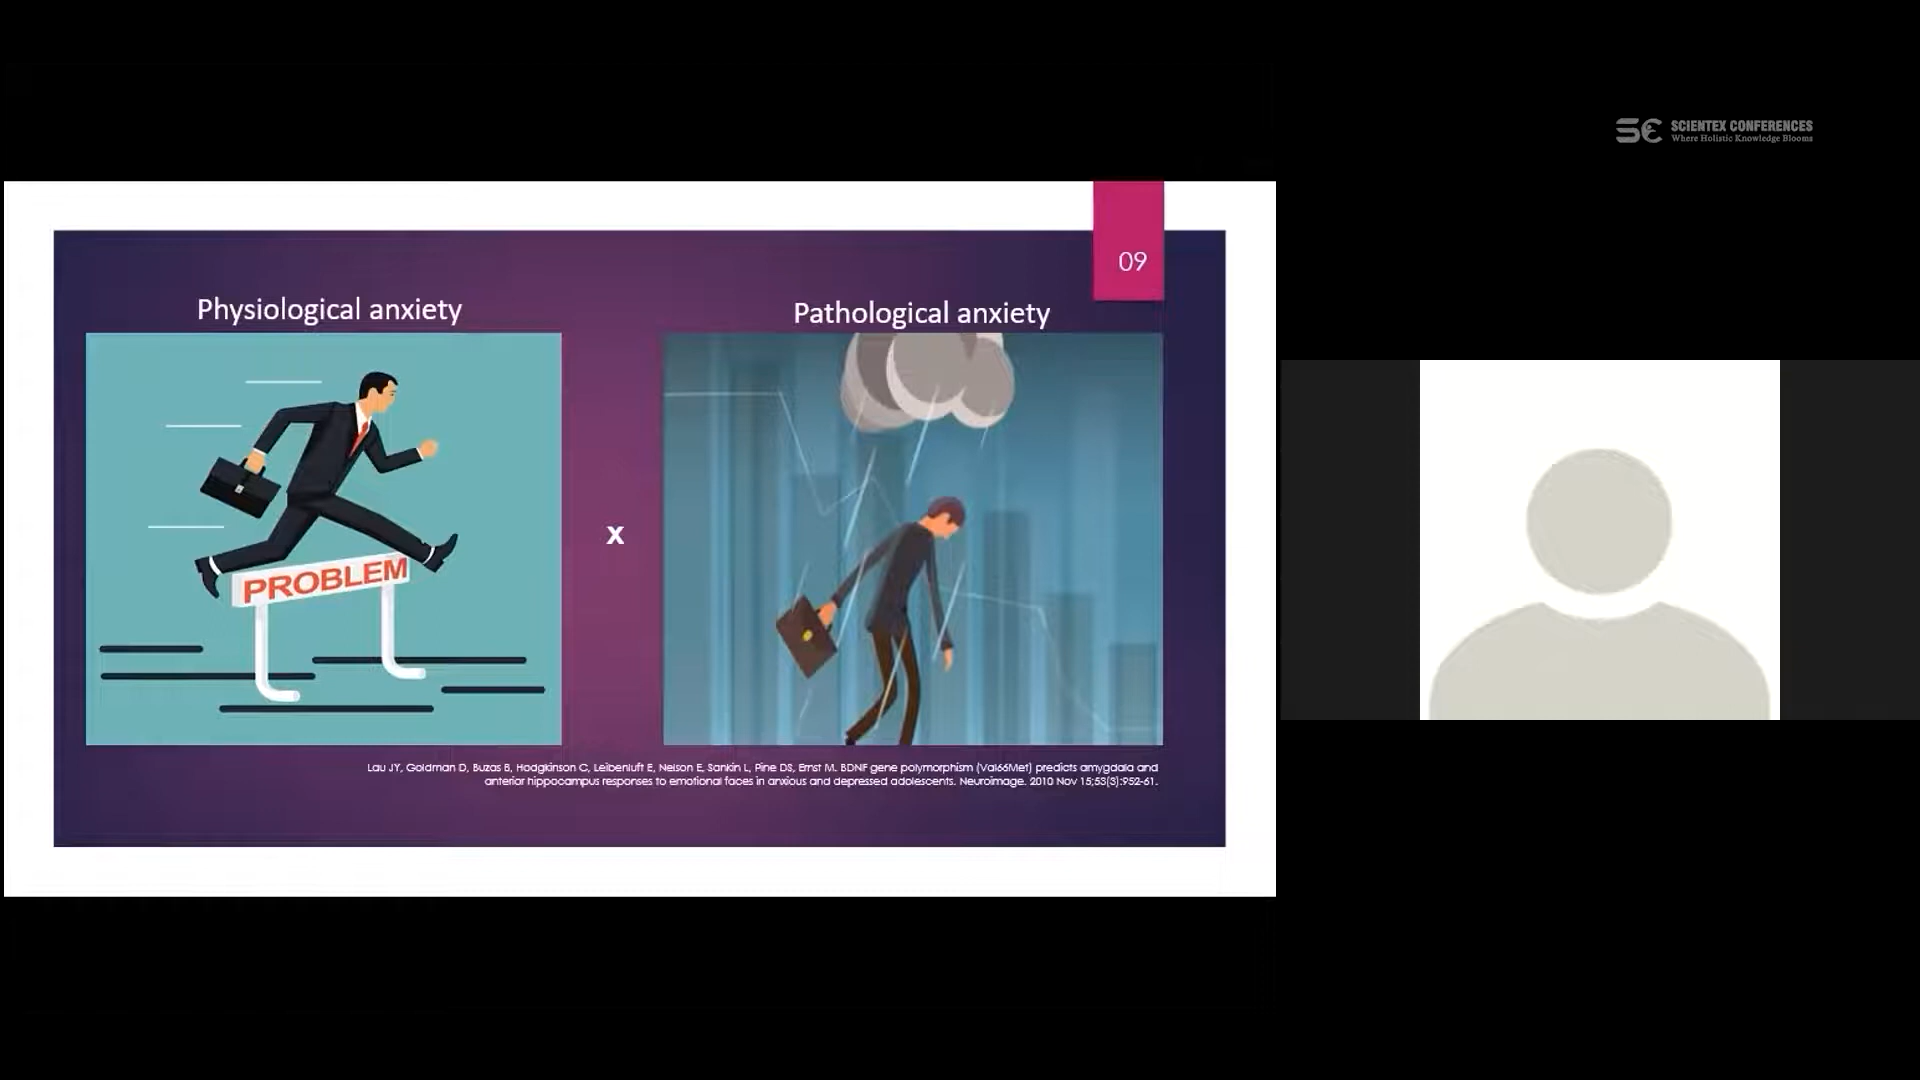 SCIENTEX CONFERENCES
Where Holistic Knowledge Blooms
09
Physiological anxiety
Pathological anxiety
PROBLEM
x
Lau JY, Goldman D, Buzas B, Hodgkinson C, Leibenluft E, Nelson E, Sankin L, Pine DS, Ernst M. BDNF gene polymorphism (Val66Met) predicts amygdala and
anterior hippocampus responses to emotional faces in anxious and depressed adolescents. Neuroimage. 2010 Nov 15;53(3):952-61.